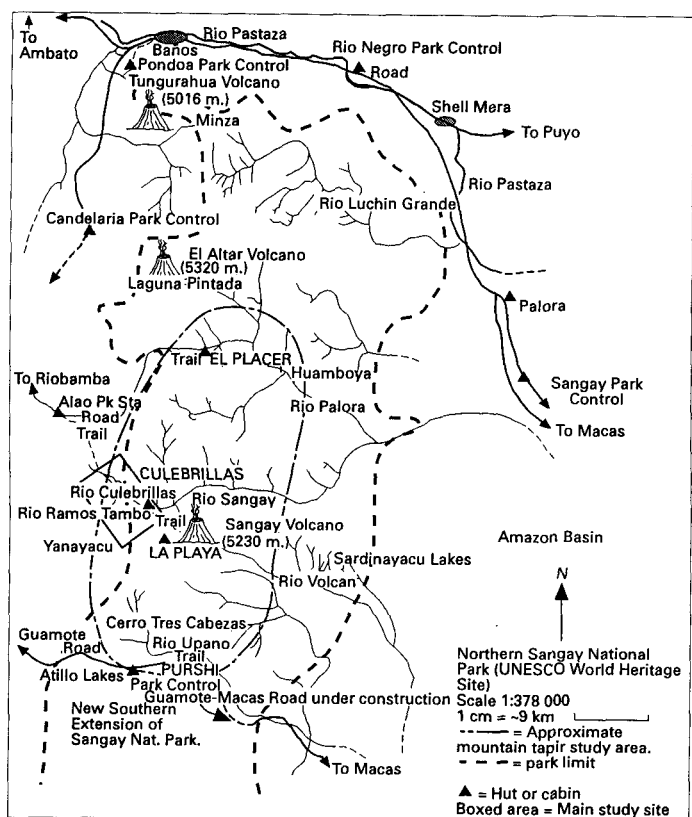 To
Ambato
Rio Pastaza
Banos
Pondoa Park Control
Tungurahua Volcano
(5016 m.)
Minza
Rio Negro Park Control
Road
Shell Mera
To Puyo
Rio Pastaza
Rio Luchin Grande
Candelaria Park Control
El Altar Volcano
(5320 m.)
Laguna Pintada
Palora
Trail EL PLACER
Huamboya
Rio Palora
Sangay Park
Control
To Macas
To Riobamba
Alao Pk Sta
Road
Trail
CULEBRILLAS
Rio Culebrillas
Rio Sangay
Rio Ramos Tambo
Trail
Sangay Volcano
(5230 m.)
Yanayacu
LA PLAYA
Sardinayacu Lakes
Rio Volcan
Amazon Basin
N
Cerro Tres Cabezas
Guamote
Road
Rio Upano
Trail
Atillo Lakes
PURSHI
Park Control
Guamote-Macas Road under construction
New Southern
Extension of
Sangay Nat. Park.
To Macas
Northern Sangay National
Park (UNESCO World Heritage
Site)
Scale 1:378 000
1 cm = ~9 km
= Approximate
mountain tapir study area.
= park limit
= Hut or cabin
Boxed area = Main study site